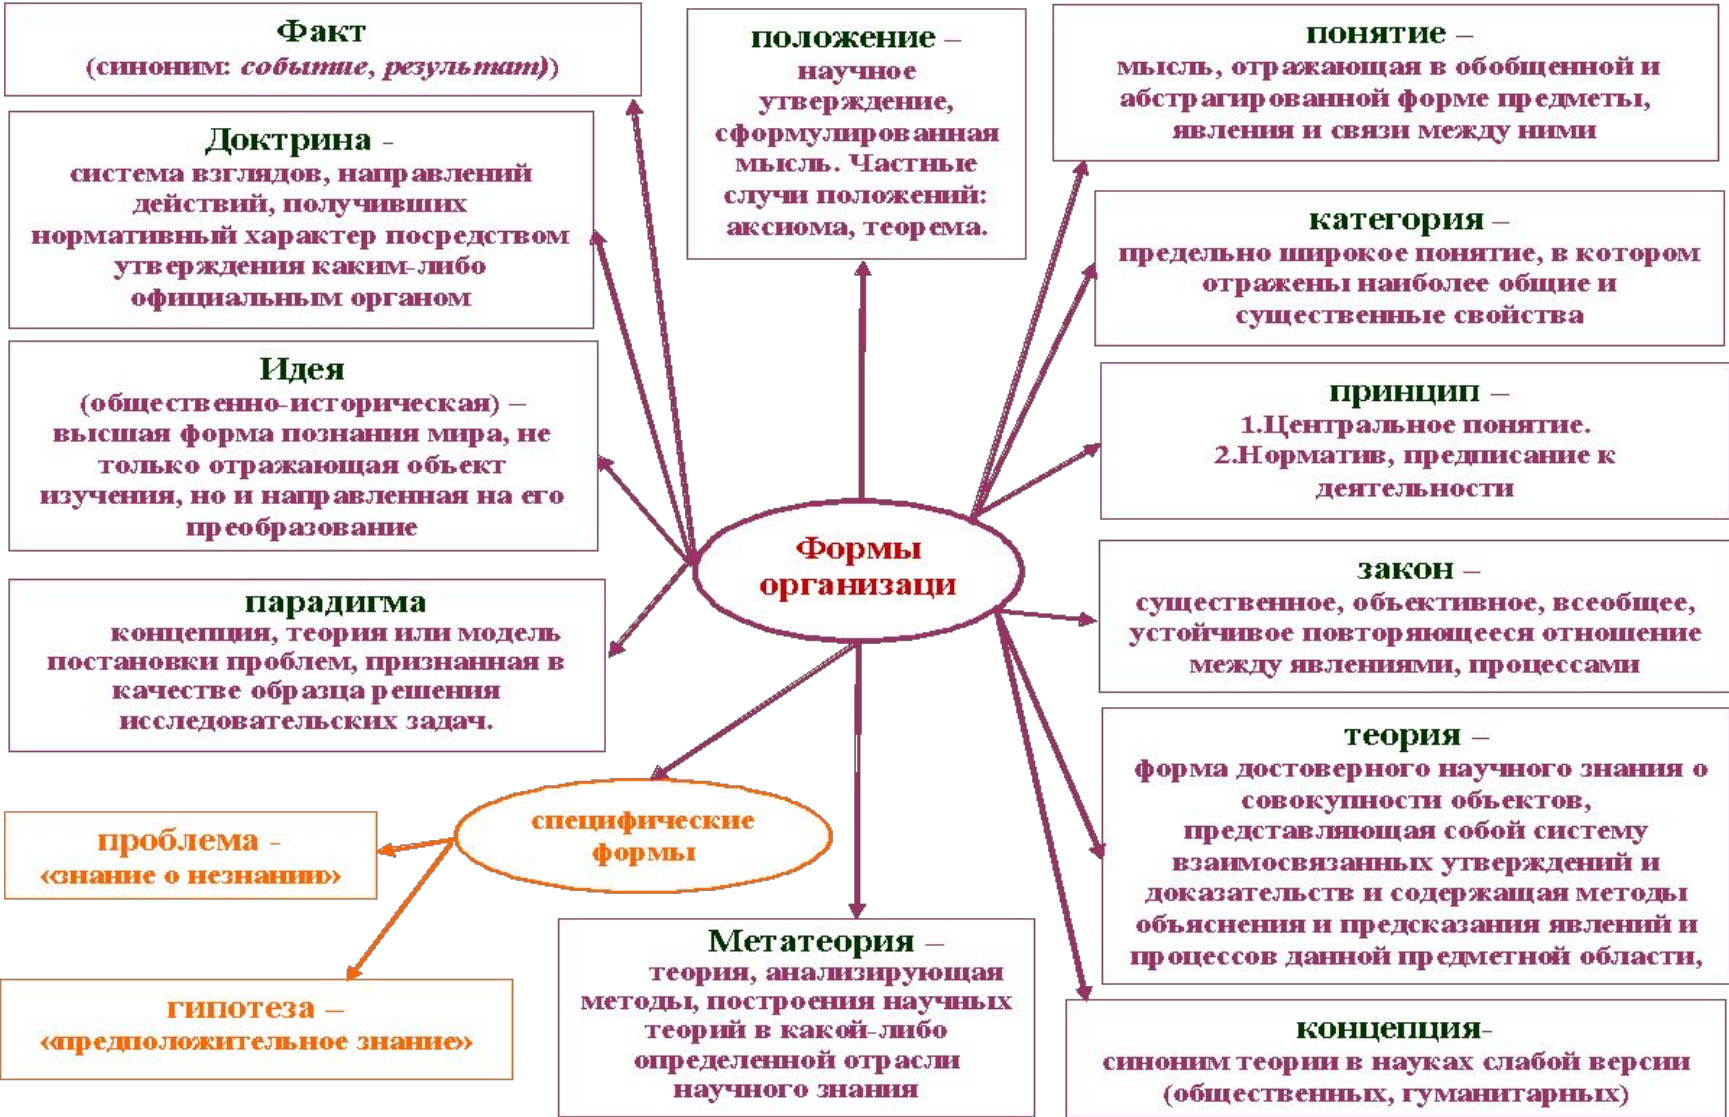 Факт
(синоним: событие, результат))
Доктрина -
система взглядов, направлений
действий, получивших
нормативный характер посредством
утверждения каким-либо
официальным органом
Идея
(общественно-историческая) –
высшая форма познания мира, не
только отражающая объект
изучения, но и направленная на его
преобразование
парадигма
концепция, теория или модель
постановки проблем, признанная в
качестве образца решения
исследовательских задач.
положение –
научное
утверждение,
сформулированная
мысль. Частные
случи положений:
аксиома, теорема.
понятие –
мысль, отражающая в обобщенной и
абстрагированной форме предметы,
явления и связи между ними
категория –
предельно широкое понятие, в котором
отражены наиболее общие и
существенные свойства
принцип –
1.Центральное понятие.
2.Норматив, предписание к
деятельности
Формы
организаци
закон –
существенное, объективное, всеобщее,
устойчивое повторяющееся отношение
между явлениями, процессами
теория –
форма достоверного научного знания о
совокупности объектов,
представляющая собой систему
взаимосвязанных утверждений и
доказательств и содержащая методы
объяснения и предсказания явлений и
процессов данной предметной области,
концепция-
синоним теории в науках слабой версии
(общественных, гуманитарных)
специфические
формы
проблема -
«знание о незнании»
гипотеза –
«предположительное знание»
Метатеория –
теория, анализирующая
методы, построения научных
теорий в какой-либо
определенной отрасли
научного знания